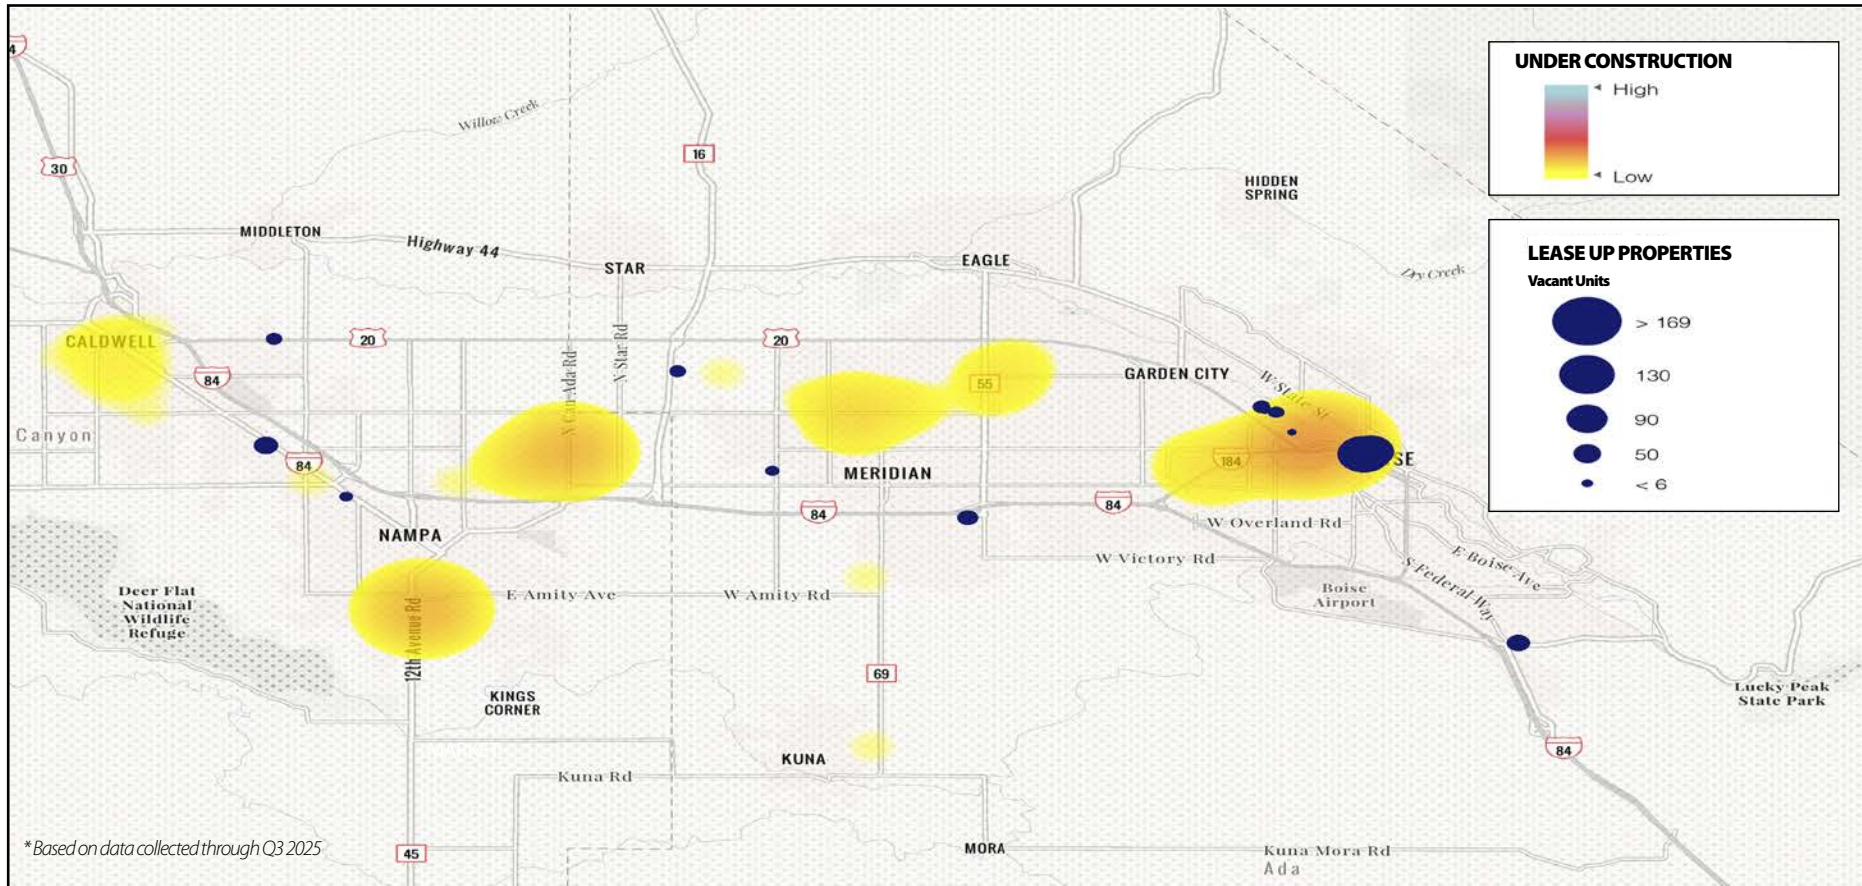 UNDER CONSTRUCTION
High
Low
LEASE UP PROPERTIES
Vacant Units
> 169
130
90
50
< 6
4
30
Willow Creek
16
HIDDEN
SPRING
MIDDLETON
Highway 44
STAR
EAGLE
Dry Creek
CALDWELL
20
N Can Ada Rd
N Star Rd
20
84
55
GARDEN CITY
W State St
Canyon
84
MERIDIAN
184
SE
84
84
W Overland Rd
NAMPA
W Victory Rd
E Boise Ave
S Federal Way
Boise
Airport
Deer Flat
National
Wildlife
Refuge
E Amity Ave
W Amity Rd
12th Avenue Rd
69
KINGS
CORNER
Lucky Peak
State Park
KUNA
84
Kuna Rd
* Based on data collected through Q3 2025
45
MORA
Kuna Mora Rd
Ada